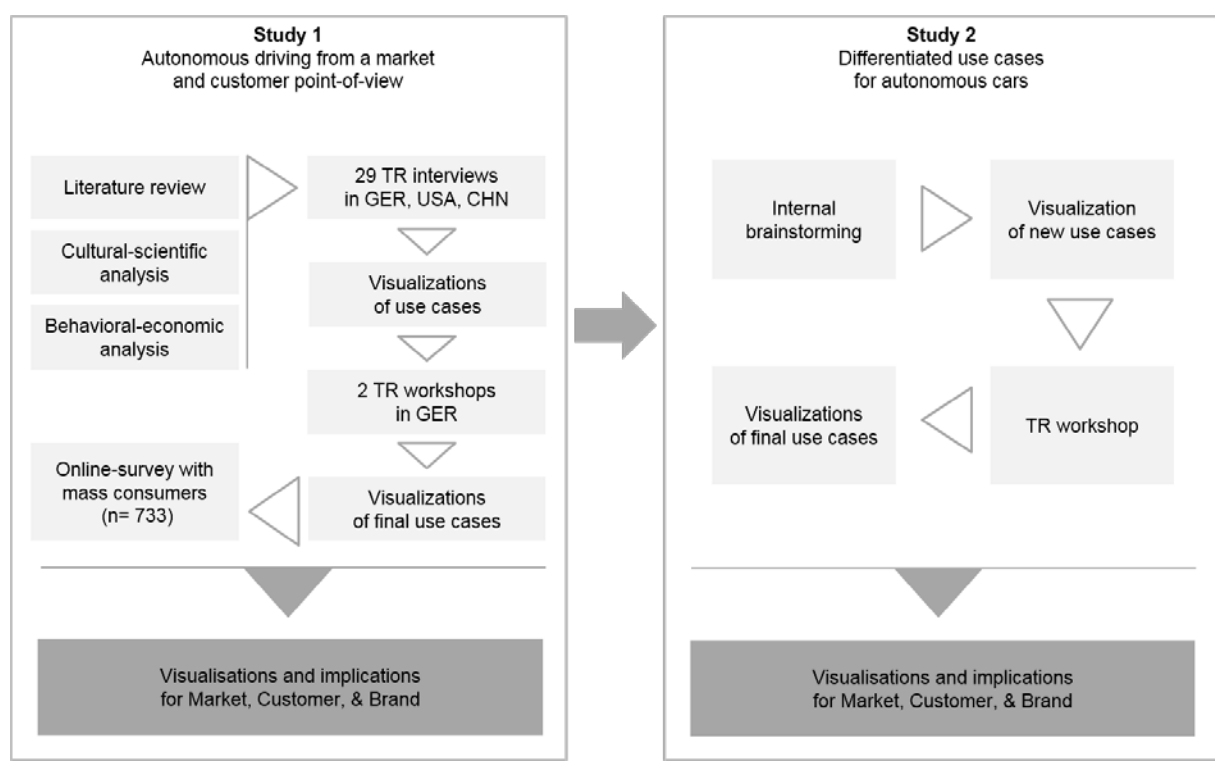 Study 1
Autonomous driving from a market
and customer point-of-view
Literature review
Cultural-scientific
analysis
Behavioral-economic
analysis
29 TR interviews
in GER, USA, CHN
Visualizations
of use cases
2 TR workshops
in GER
Visualizations
of final use cases
Online-survey with
mass consumers
(n= 733)
Visualisations and implications
for Market, Customer, & Brand
Study 2
Differentiated use cases
for autonomous cars
Internal
brainstorming
Visualization
of new use cases
TR workshop
Visualizations
of final use cases
Visualisations and implications
for Market, Customer, & Brand